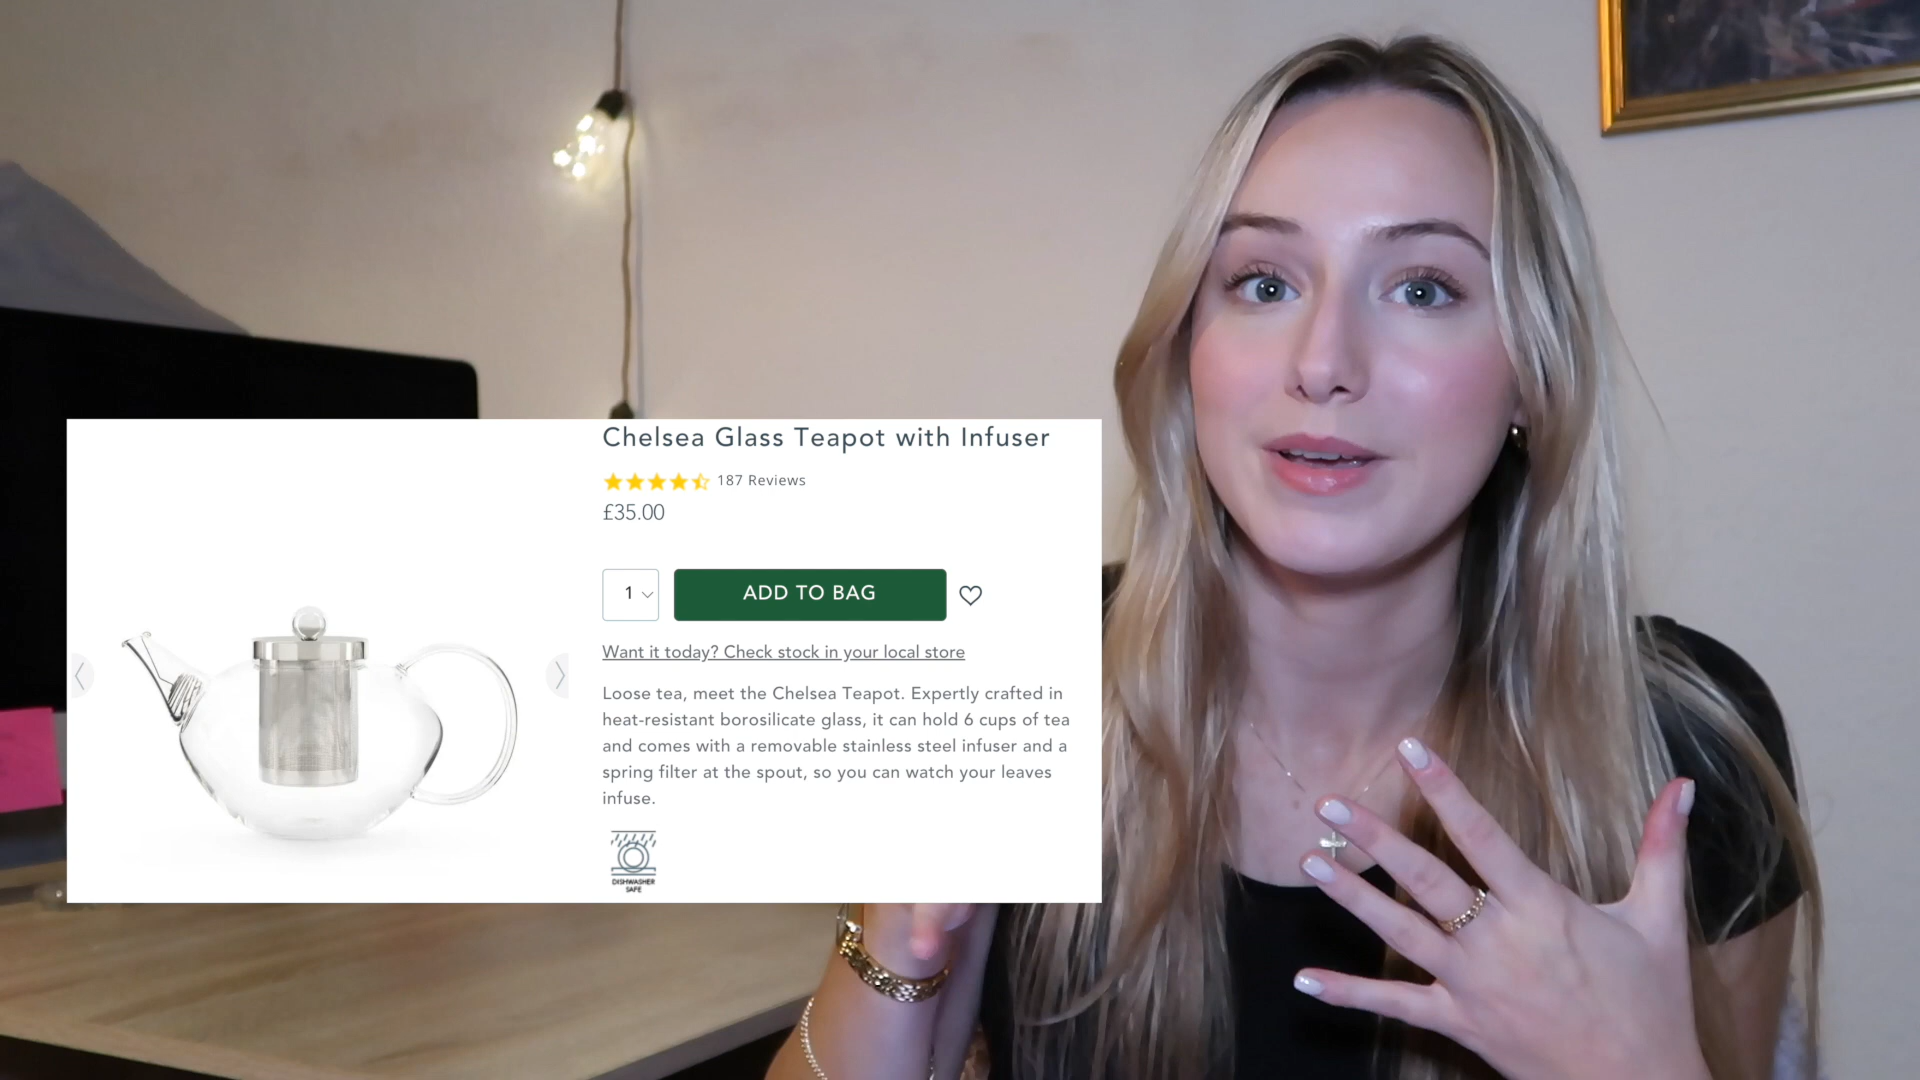 Chelsea Glass Teapot with Infuser
187 Reviews
£35.00
1
ADD TO BAG
Want it today? Check stock in your local store
Loose tea, meet the Chelsea Teapot. Expertly crafted in
heat-resistant borosilicate glass, it can hold 6 cups of tea
and comes with a removable stainless steel infuser and a
spring filter at the spout, so you can watch your leaves
infuse.
DISHWASHER
SAFE